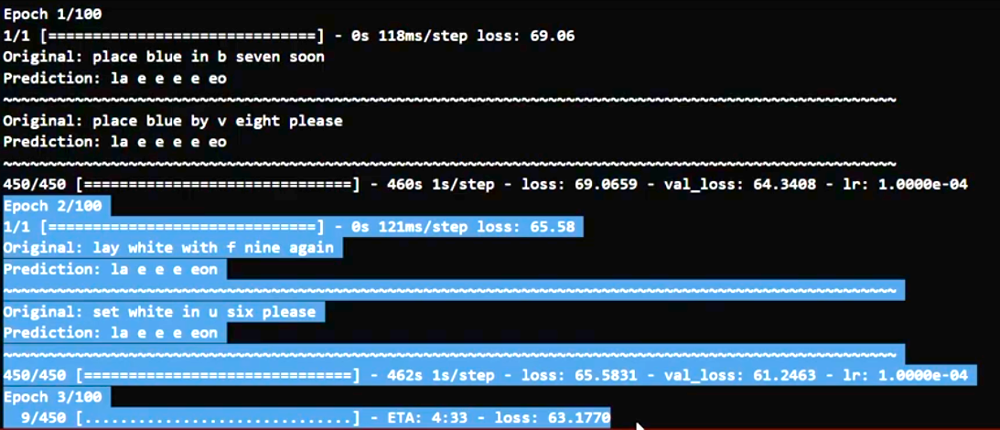 Epoch 1/100
1/1 [==============================] - 0s 118ms/step loss: 69.06
Original: place blue in b seven soon
Prediction: la e e e e eo
~~~~~~~~~~~~~~~~~~~~~~~~~~~~~~~~~~~~~~~~~~~~~~~~~~~~~~~~~~~~~~~~~~~~~~~~~~~~~~~~~~~~~~~~~~~~~~~~~~~~
Original: place blue by v eight please
Prediction: la e e e e eo
~~~~~~~~~~~~~~~~~~~~~~~~~~~~~~~~~~~~~~~~~~~~~~~~~~~~~~~~~~~~~~~~~~~~~~~~~~~~~~~~~~~~~~~~~~~~~~~~~~~~
450/450 [==============================] - 460s 1s/step - loss: 69.0659 - val_loss: 64.3408 - lr: 1.0000e-04
Epoch 2/100
1/1 [==============================] - 0s 121ms/step loss: 65.58
Original: lay white with f nine again
Prediction: la e e e eon
~~~~~~~~~~~~~~~~~~~~~~~~~~~~~~~~~~~~~~~~~~~~~~~~~~~~~~~~~~~~~~~~~~~~~~~~~~~~~~~~~~~~~~~~~~~~~~~~~~~~
Original: set white in u six please
Prediction: la e e e eon
~~~~~~~~~~~~~~~~~~~~~~~~~~~~~~~~~~~~~~~~~~~~~~~~~~~~~~~~~~~~~~~~~~~~~~~~~~~~~~~~~~~~~~~~~~~~~~~~~~~~
450/450 [==============================] - 462s 1s/step - loss: 65.5831 - val_loss: 61.2463 - lr: 1.0000e-04
Epoch 3/100
9/450 [..............................] - ETA: 4:33 - loss: 63.1770